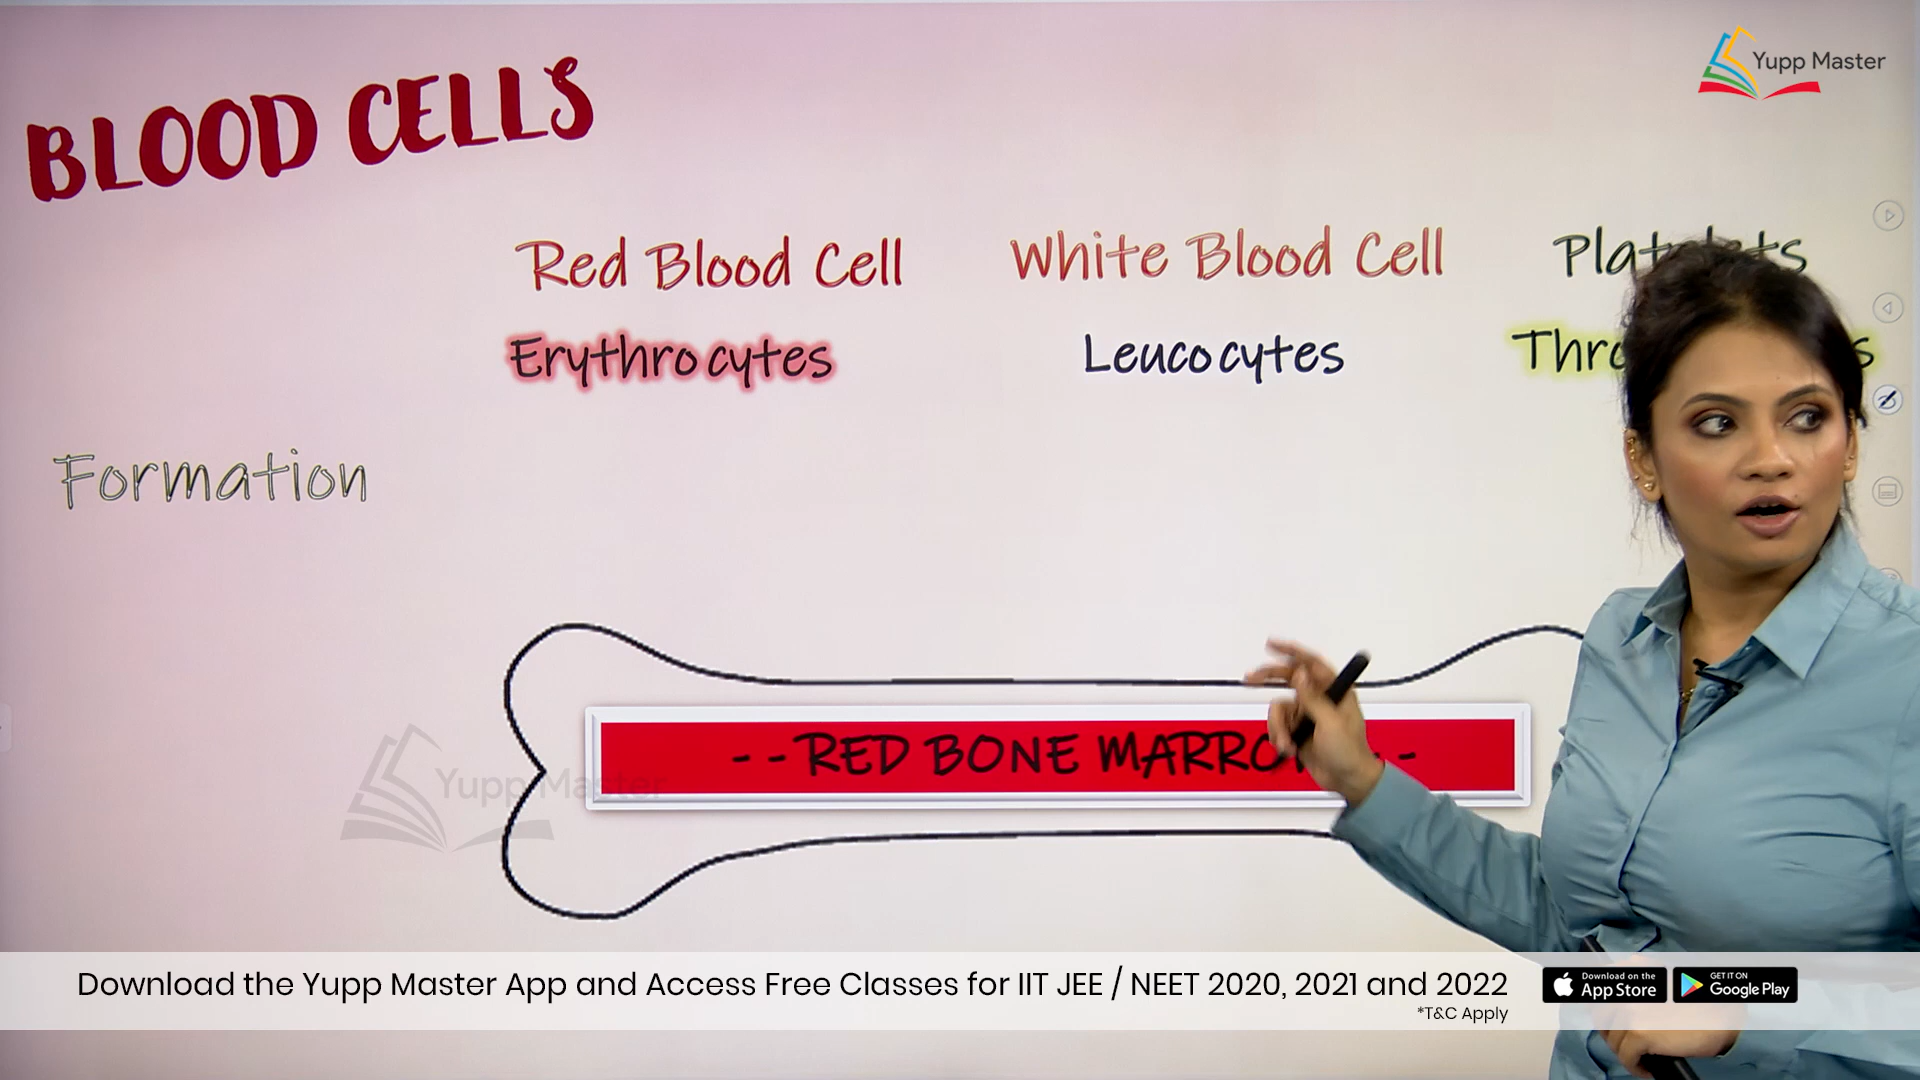 Yupp Master
BLOOD CELLS
Red Blood Cell
White Blood Cell
Erythrocytes
Leucocytes
Formation
- - RED BONE - -
Yupp Master
Download the Yupp Master App and Access Free Classes for IIT JEE / NEET 2020, 2021 and 2022
*T&C Apply
Download on the
App Store
GET IT ON
Google Play